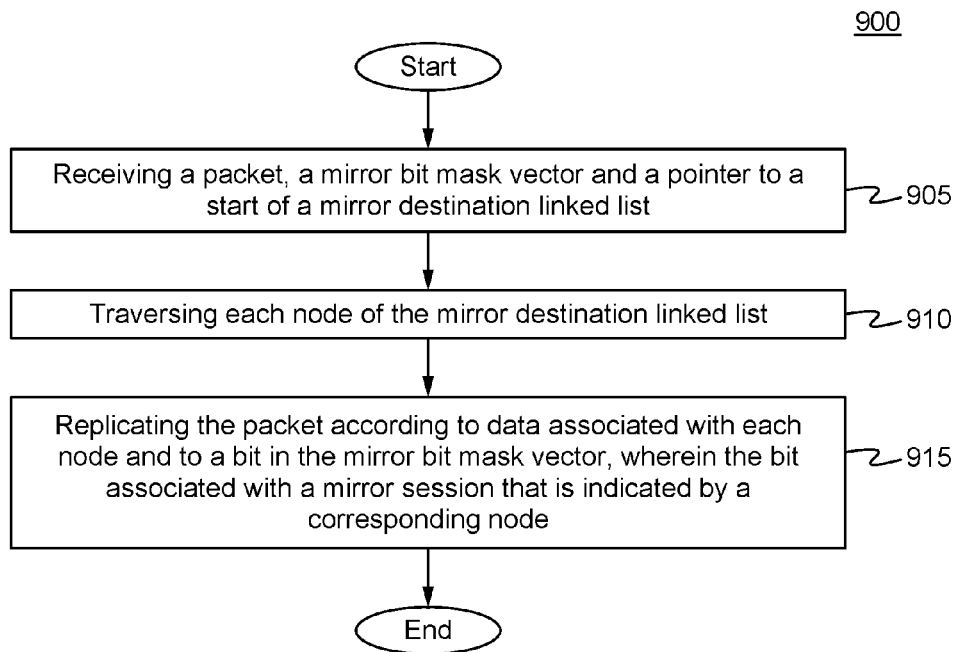 900
Start
Receiving a packet, a mirror bit mask vector and a pointer to a
start of a mirror destination linked list
905
Traversing each node of the mirror destination linked list
910
Replicating the packet according to data associated with each
node and to a bit in the mirror bit mask vector, wherein the bit
associated with a mirror session that is indicated by a
corresponding node
915
End